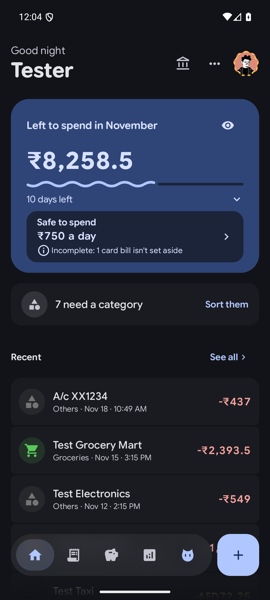 12:04
Good night
Tester
Left to spend in November
₹8,258.5
10 days left
Safe to spend
₹750 a day
Incomplete: 1 card bill isn't set aside
7 need a category
Sort them
Recent
See all
A/c XX1234
-₹437
Others · Nov 18 · 10:49 AM
Test Grocery Mart
-₹2,393.5
Groceries · Nov 15 · 3:15 PM
Test Electronics
-₹549
Others · Nov 12 · 2:15 PM
Test Taxi